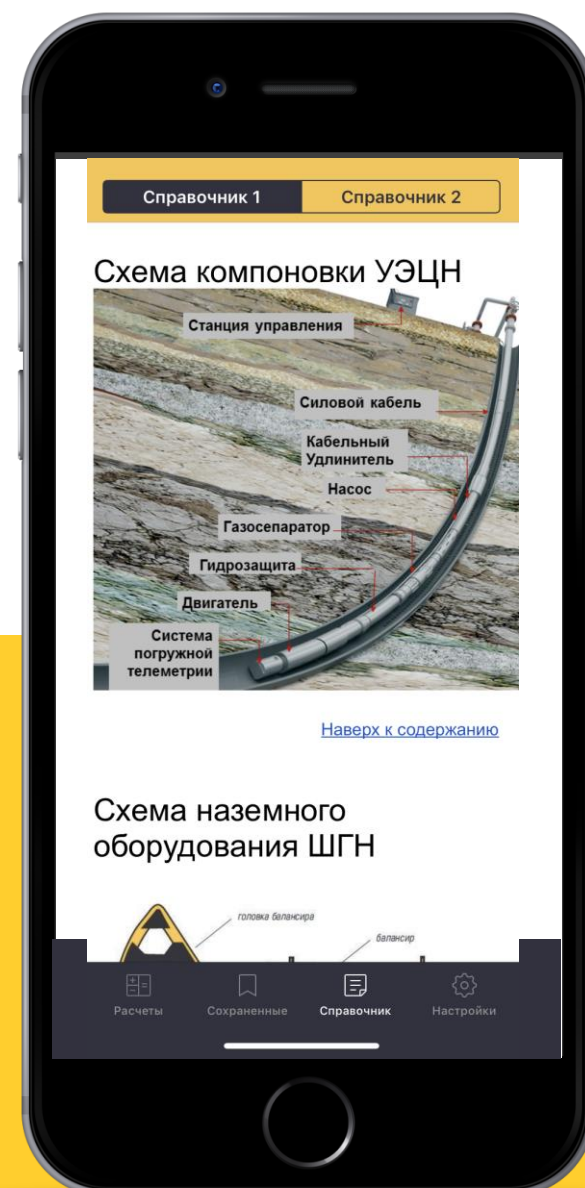 Справочник 1
Справочник 2
Схема компоновки УЭЦН
Станция управления
Силовой кабель
Кабельный
Удлинитель
Насос
Газосепаратор
Гидрозащита
Двигатель
Система
погружной
телеметрии
Наверх к содержанию
Схема наземного
оборудования ШГН
головка балансира
балансир
Расчеты
Сохраненные
Справочник
Настройки